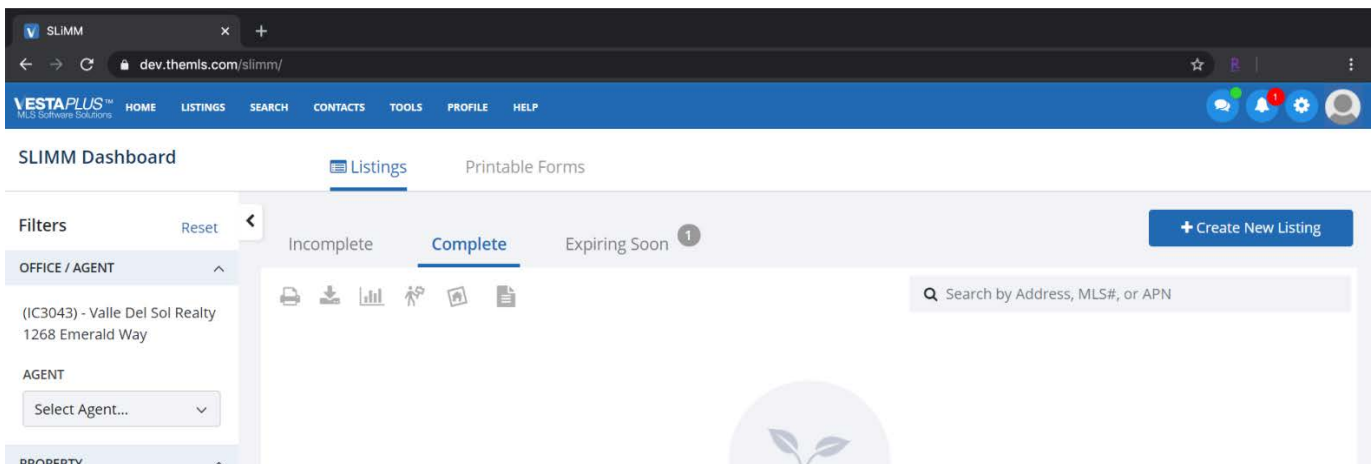 SLiMM
dev.themls.com/slimm/
R
VESTAPLUS™
MLS Software Solutions
HOME LISTINGS SEARCH CONTACTS TOOLS PROFILE HELP
1
SLIMM Dashboard
Listings Printable Forms
Filters Reset
Incomplete Complete Expiring Soon 1
+ Create New Listing
OFFICE / AGENT
Search by Address, MLS#, or APN
(IC3043) - Valle Del Sol Realty
1268 Emerald Way
AGENT
Select Agent...
PROPERTY